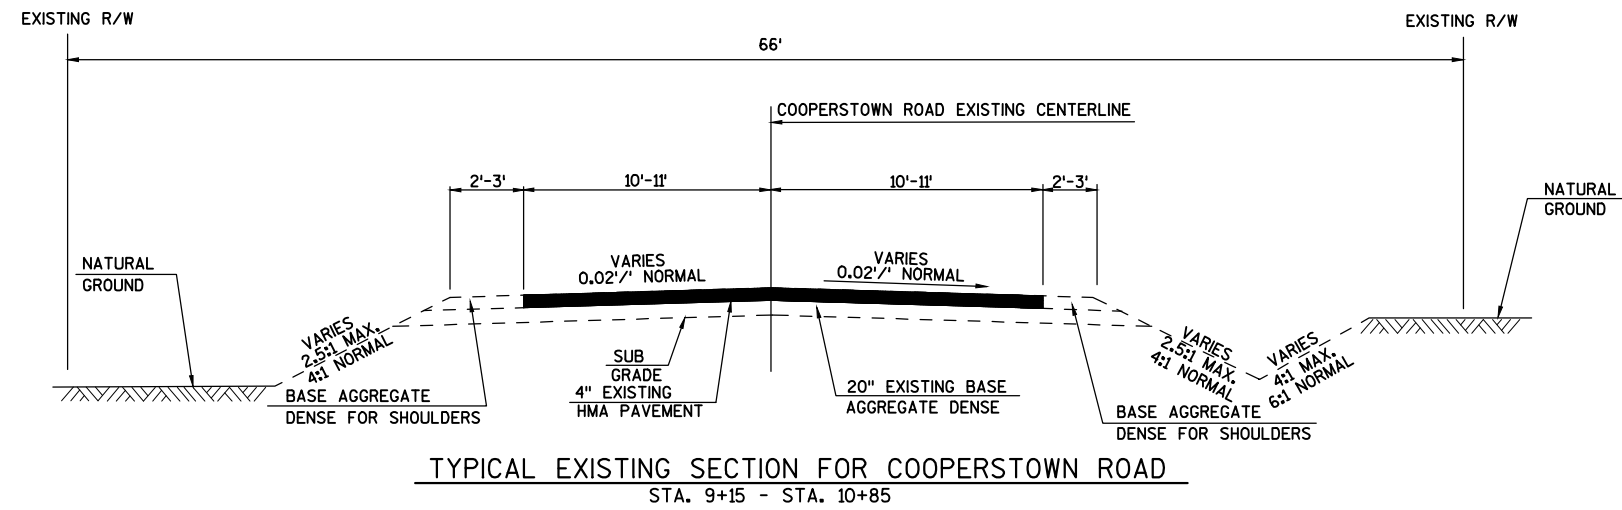 EXISTING R/W
EXISTING R/W
66'
COOPERSTOWN ROAD EXISTING CENTERLINE
2'-3'
10'-11'
10'-11'
2'-3'
NATURAL
GROUND
NATURAL
GROUND
VARIES
0.02'/' NORMAL
VARIES
0.02'/' NORMAL
VARIES
2.5:1 MAX.
4:1 NORMAL
VARIES
2.5:1 MAX.
4:1 NORMAL
VARIES
4:1 MAX.
6:1 NORMAL
SUB
GRADE
BASE AGGREGATE
DENSE FOR SHOULDERS
4" EXISTING
HMA PAVEMENT
20" EXISTING BASE
AGGREGATE DENSE
BASE AGGREGATE
DENSE FOR SHOULDERS
TYPICAL EXISTING SECTION FOR COOPERSTOWN ROAD
STA. 9+15 - STA. 10+85